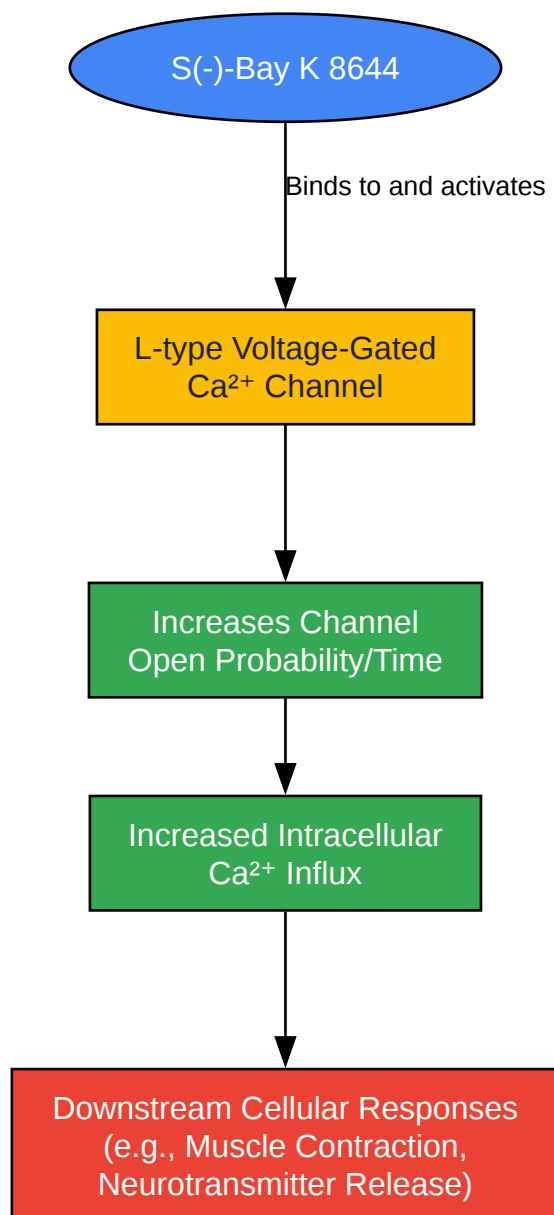 S(-)-Bay K 8644
Binds to and activates
L-type Voltage-Gated
Ca²⁺ Channel
Increases Channel
Open Probability/Time
Increased Intracellular
Ca²⁺ Influx
Downstream Cellular Responses
(e.g., Muscle Contraction,
Neurotransmitter Release)